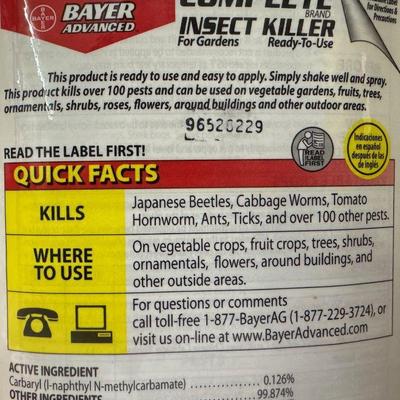 BAYER
BAYER
ADVANCED
COMPLETE
BRAND
INSECT KILLER
For Gardens Ready-To-Use
for Directions &
Precautions
This product is ready to use and easy to apply. Simply shake well and spray.
This product kills over 100 pests and can be used on vegetable gardens, fruits, trees,
ornamentals, shrubs, roses, flowers, around buildings and other outdoor areas.
96526229
READ THE LABEL FIRST!
READ
THE LABEL
FIRST
Indicaciones
en español
después de las
de inglés
QUICK FACTS
KILLS
Japanese Beetles, Cabbage Worms, Tomato
Hornworm, Ants, Ticks, and over 100 other pests.
WHERE
TO USE
On vegetable crops, fruit crops, trees, shrubs,
ornamentals, flowers, around buildings, and
other outside areas.
For questions or comments
call toll-free 1-877-BayerAG (1-877-229-3724), or
visit us on-line at www.BayerAdvanced.com
ACTIVE INGREDIENT
Carbaryl (l-naphthyl N-methylcarbamate) ................ 0.126%
OTHER INGREDIENTS 99.874%